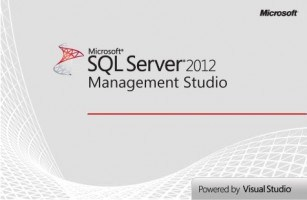 Microsoft
Microsoft®
SQL Server® 2012
Management Studio
Powered by Visual Studio®